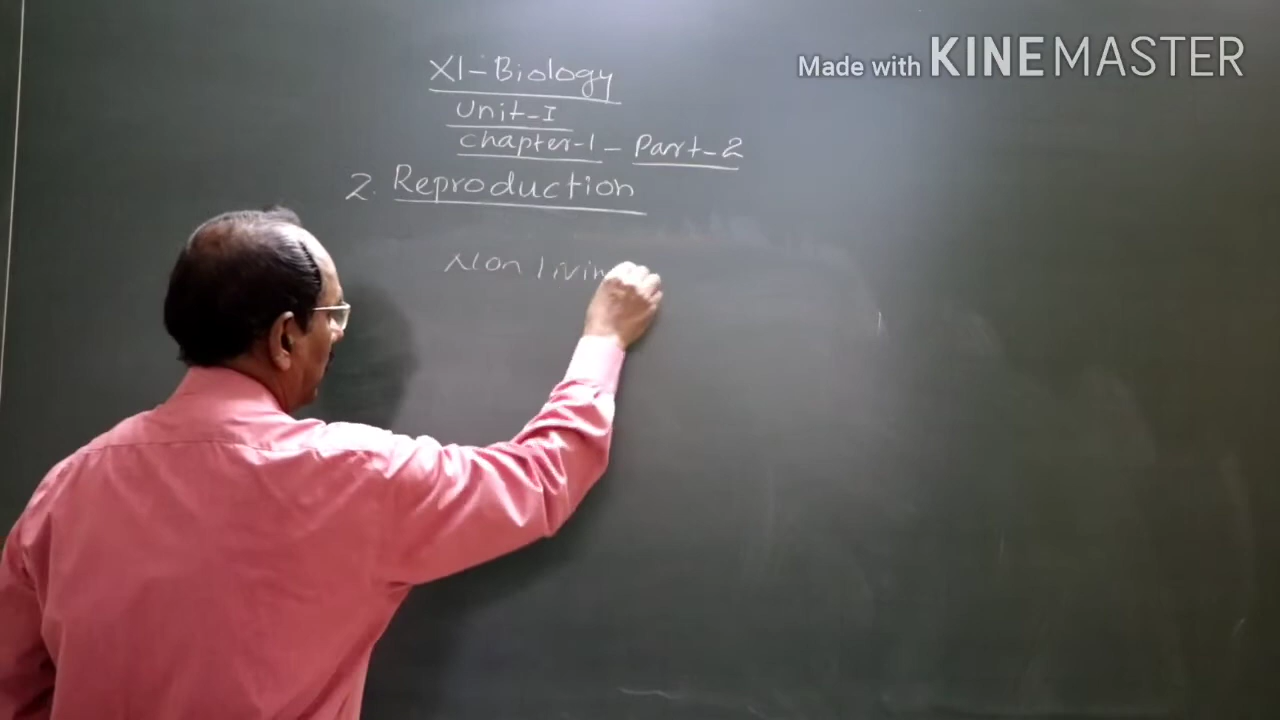 Made with KINEMASTER
XI-Biology
Unit-I
Chapter-1 - Part-2
2. Reproduction
Non livin